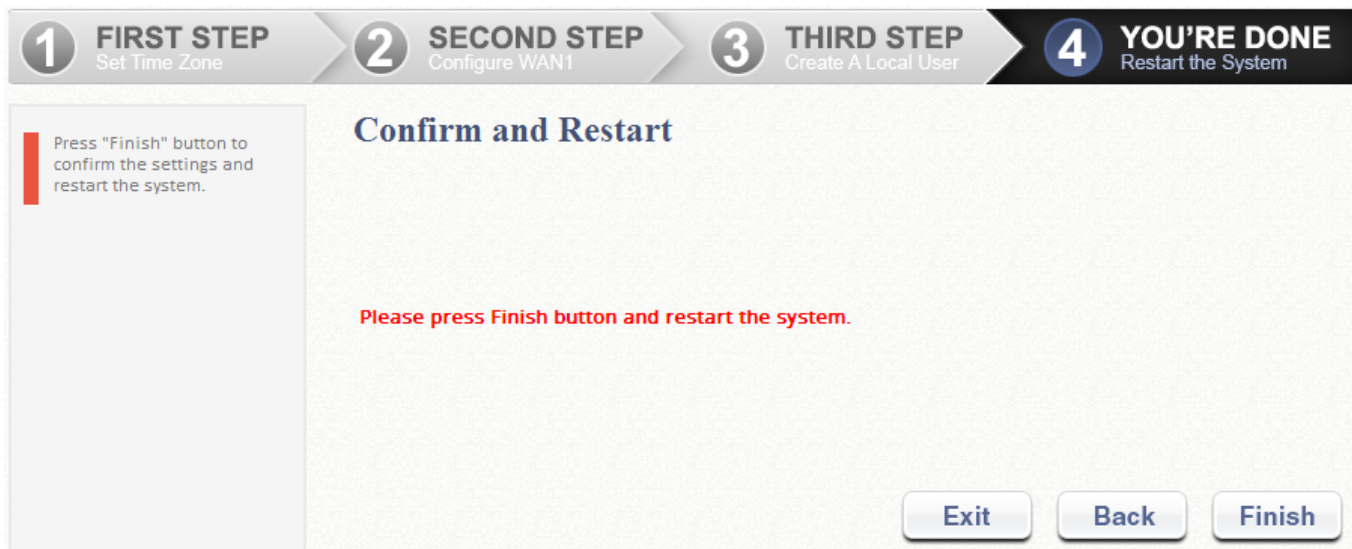 1 FIRST STEP
Set Time Zone
2 SECOND STEP
Configure WAN1
3 THIRD STEP
Create A Local User
4 YOU'RE DONE
Restart the System
Press "Finish" button to
confirm the settings and
restart the system.
Confirm and Restart
Please press Finish button and restart the system.
Exit Back Finish